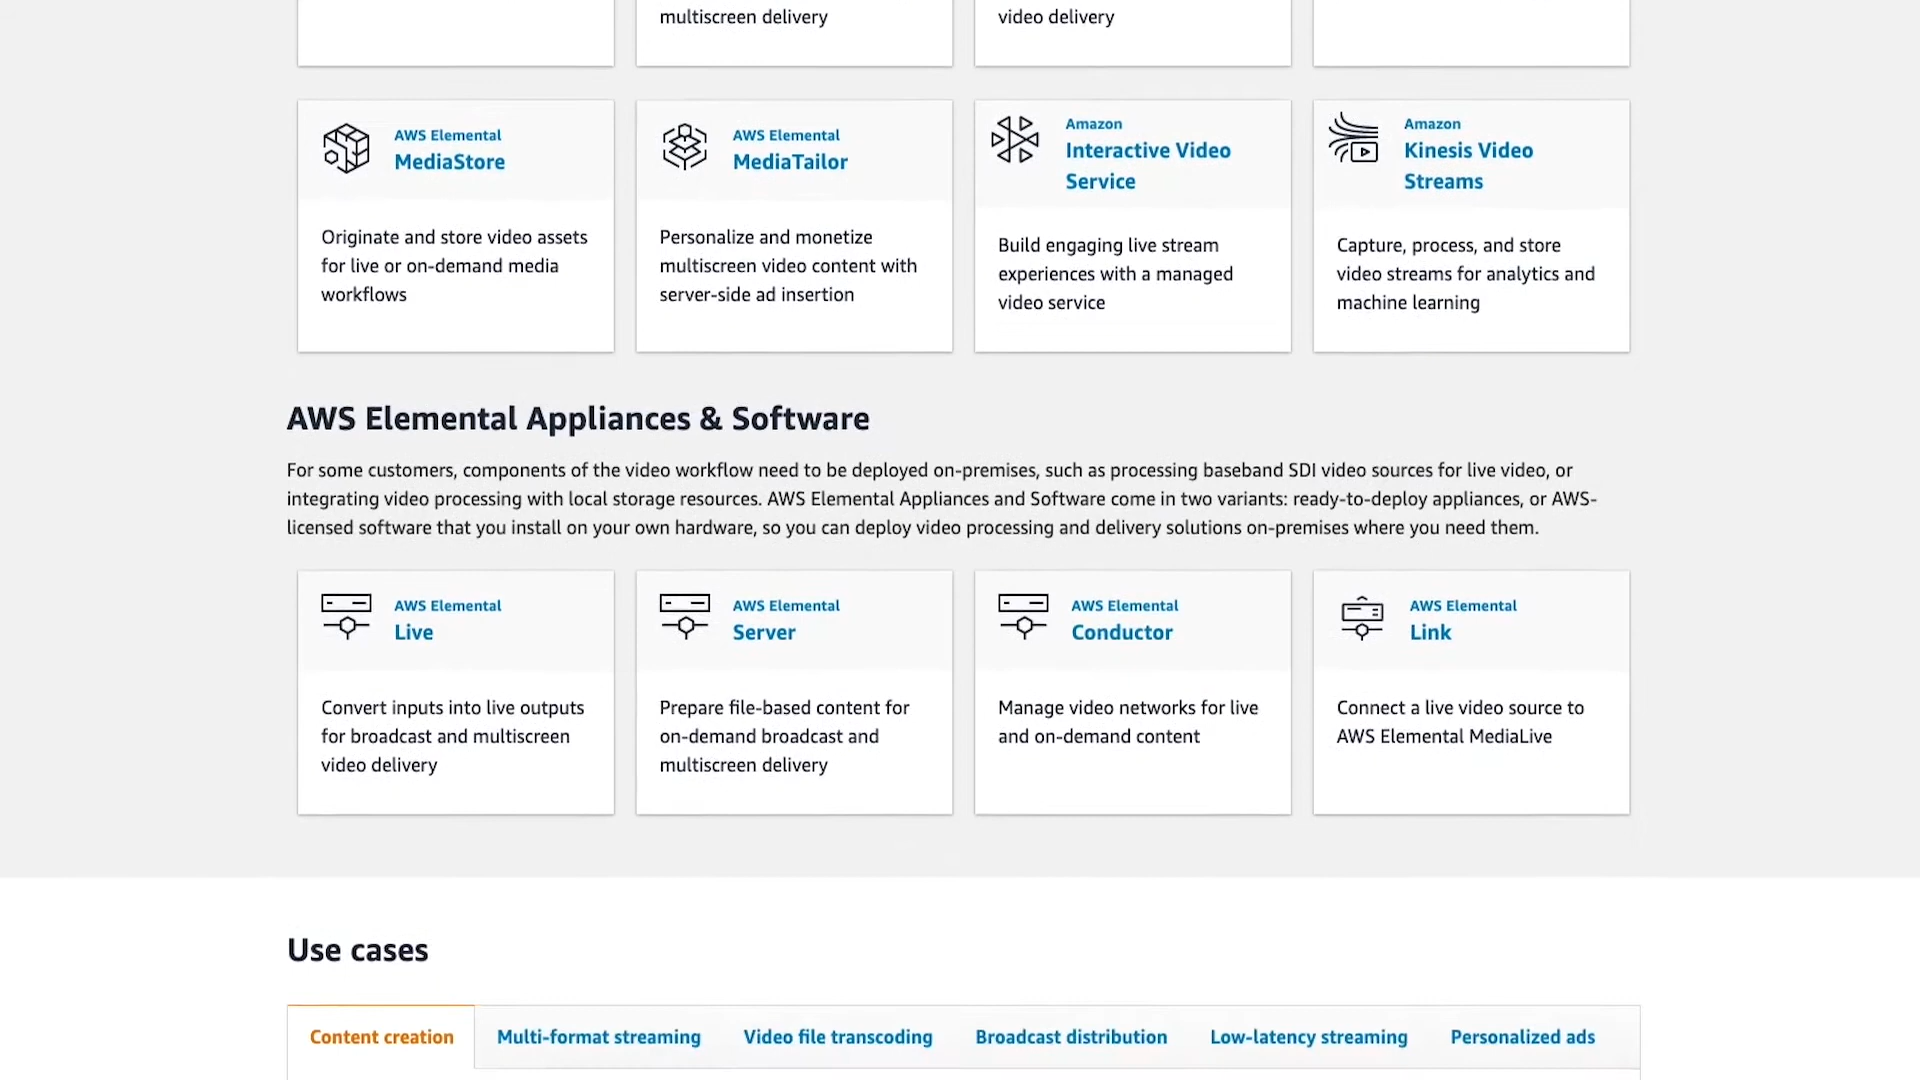 multiscreen delivery
video delivery
AWS Elemental
MediaStore
Originate and store video assets
for live or on-demand media
workflows
AWS Elemental
MediaTailor
Personalize and monetize
multiscreen video content with
server-side ad insertion
Amazon
Interactive Video
Service
Build engaging live stream
experiences with a managed
video service
Amazon
Kinesis Video
Streams
Capture, process, and store
video streams for analytics and
machine learning
AWS Elemental Appliances & Software
For some customers, components of the video workflow need to be deployed on-premises, such as processing baseband SDI video sources for live video, or
integrating video processing with local storage resources. AWS Elemental Appliances and Software come in two variants: ready-to-deploy appliances, or AWS-
licensed software that you install on your own hardware, so you can deploy video processing and delivery solutions on-premises where you need them.
AWS Elemental
Live
Convert inputs into live outputs
for broadcast and multiscreen
video delivery
AWS Elemental
Server
Prepare file-based content for
on-demand broadcast and
multiscreen delivery
AWS Elemental
Conductor
Manage video networks for live
and on-demand content
AWS Elemental
Link
Connect a live video source to
AWS Elemental MediaLive
Use cases
Content creation
Multi-format streaming
Video file transcoding
Broadcast distribution
Low-latency streaming
Personalized ads